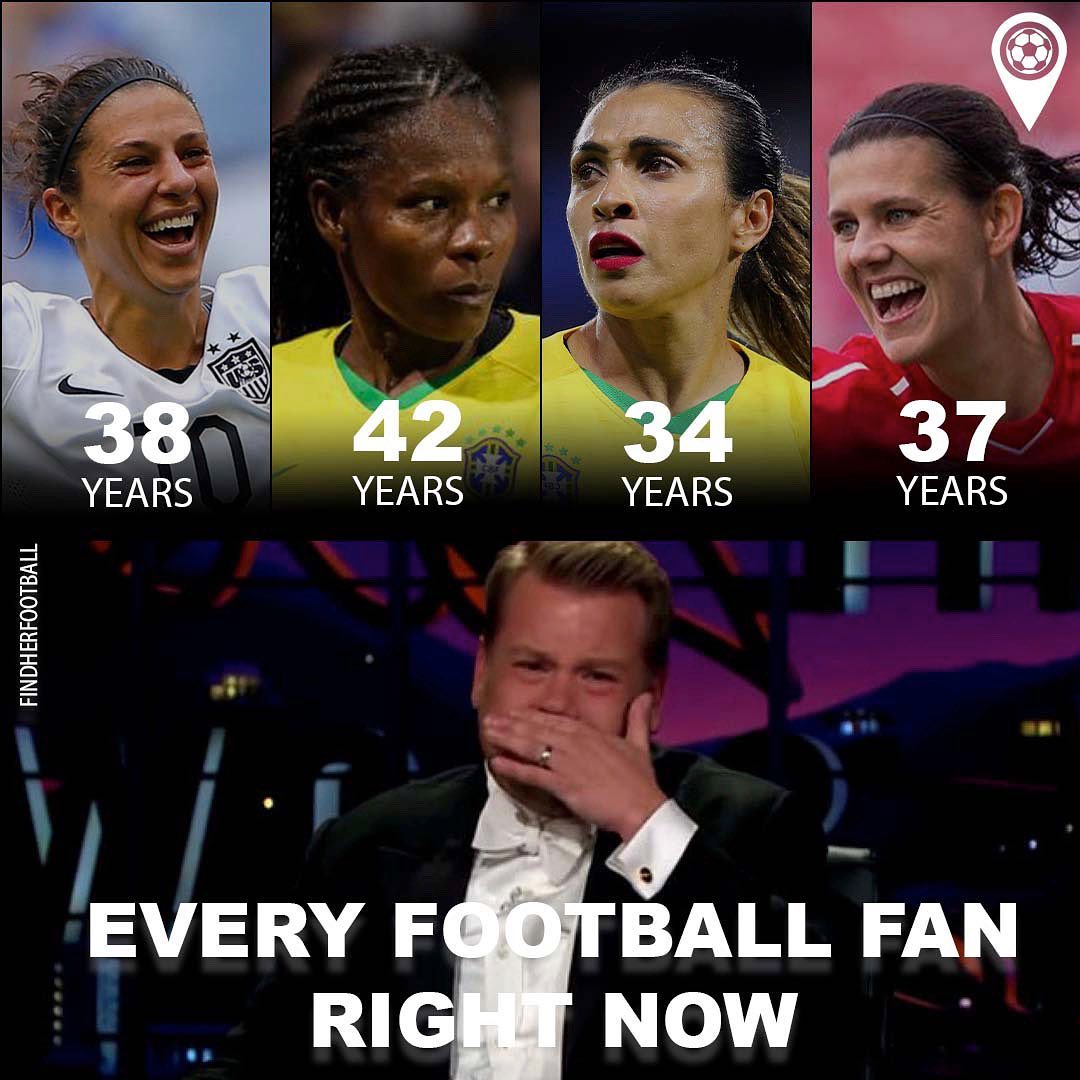 38
YEARS
42
YEARS
34
YEARS
37
YEARS
FINDHERFOOTBALL
EVERY FOOTBALL FAN
RIGHT NOW